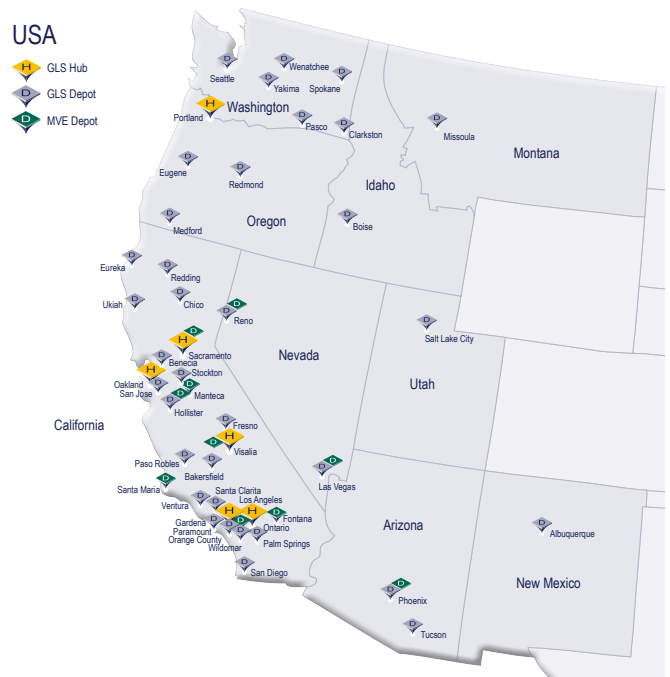 USA
H GLS Hub
D GLS Depot
D MVE Depot
D
Seattle
D
Wenatchee
D
Yakima
D
Spokane
H
Portland
Washington
D
Pasco
D
Clarkston
D
Missoula
Montana
D
Eugene
D
Redmond
Idaho
D
Medford
Oregon
D
Boise
D
Eureka
D
Redding
D
Ukiah
D
Chico
D
D
Reno
D
Salt Lake City
D
H
Sacramento
Nevada
D
Benecia
D
Stockton
Utah
H
Oakland
D
San Jose
D
Manteca
D
D
Hollister
California
D
Fresno
D
H
Visalia
D
Paso Robles
D
Bakersfield
D
D
Las Vegas
D
Santa Maria
D
Ventura
D
Santa Clarita
H
Los Angeles
H
Ontario
D
Fontana
D
Gardena
D
Paramount
D
Orange County
D
Wildomar
D
Palm Springs
Arizona
D
Albuquerque
D
San Diego
D
D
Phoenix
New Mexico
D
Tucson